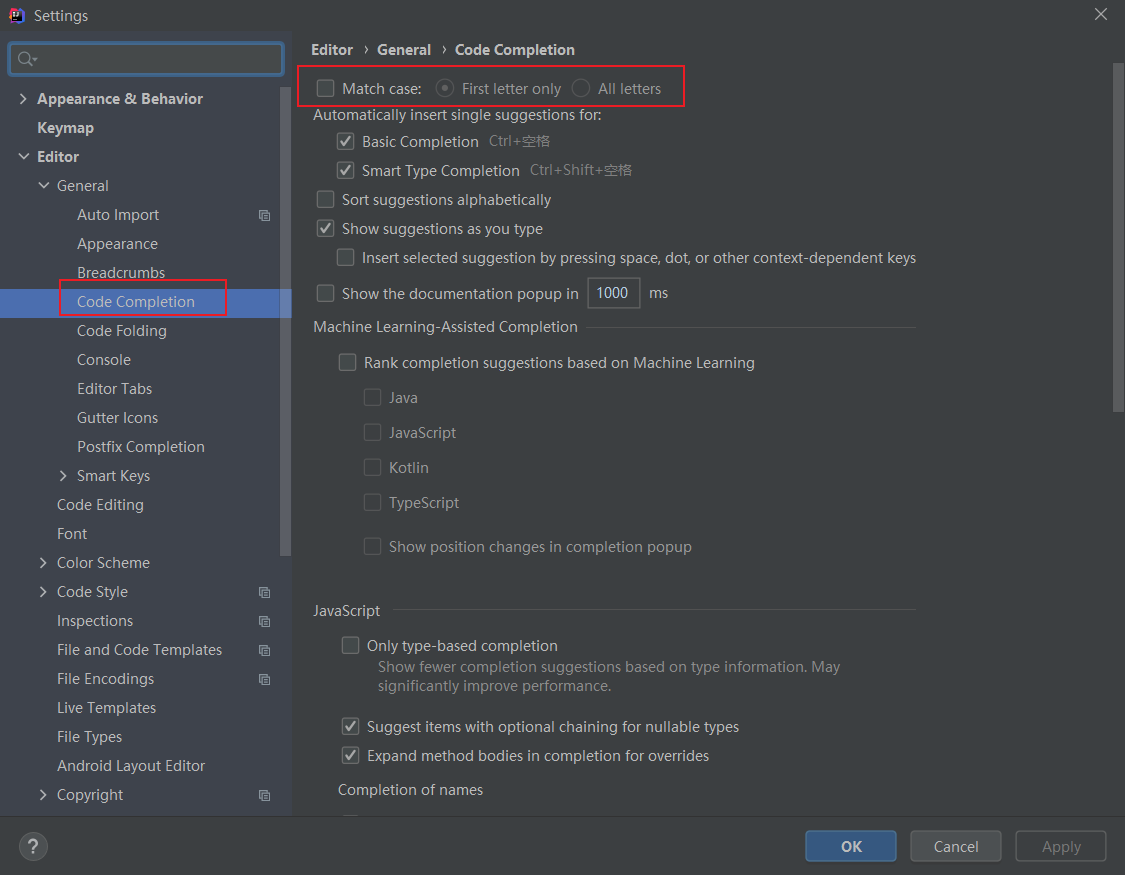 Settings
Appearance & Behavior
Keymap
Editor
General
Auto Import
Appearance
Breadcrumbs
Code Completion
Code Folding
Console
Editor Tabs
Gutter Icons
Postfix Completion
Smart Keys
Code Editing
Font
Color Scheme
Code Style
Inspections
File and Code Templates
File Encodings
Live Templates
File Types
Android Layout Editor
Copyright
Editor › General › Code Completion
Match case: First letter only All letters
Automatically insert single suggestions for:
Basic Completion Ctrl+空格
Smart Type Completion Ctrl+Shift+空格
Sort suggestions alphabetically
Show suggestions as you type
Insert selected suggestion by pressing space, dot, or other context-dependent keys
Show the documentation popup in 1000 ms
Machine Learning-Assisted Completion
Rank completion suggestions based on Machine Learning
Java
JavaScript
Kotlin
TypeScript
Show position changes in completion popup
JavaScript
Only type-based completion
Show fewer completion suggestions based on type information. May
significantly improve performance.
Suggest items with optional chaining for nullable types
Expand method bodies in completion for overrides
Completion of names
?
OK Cancel Apply